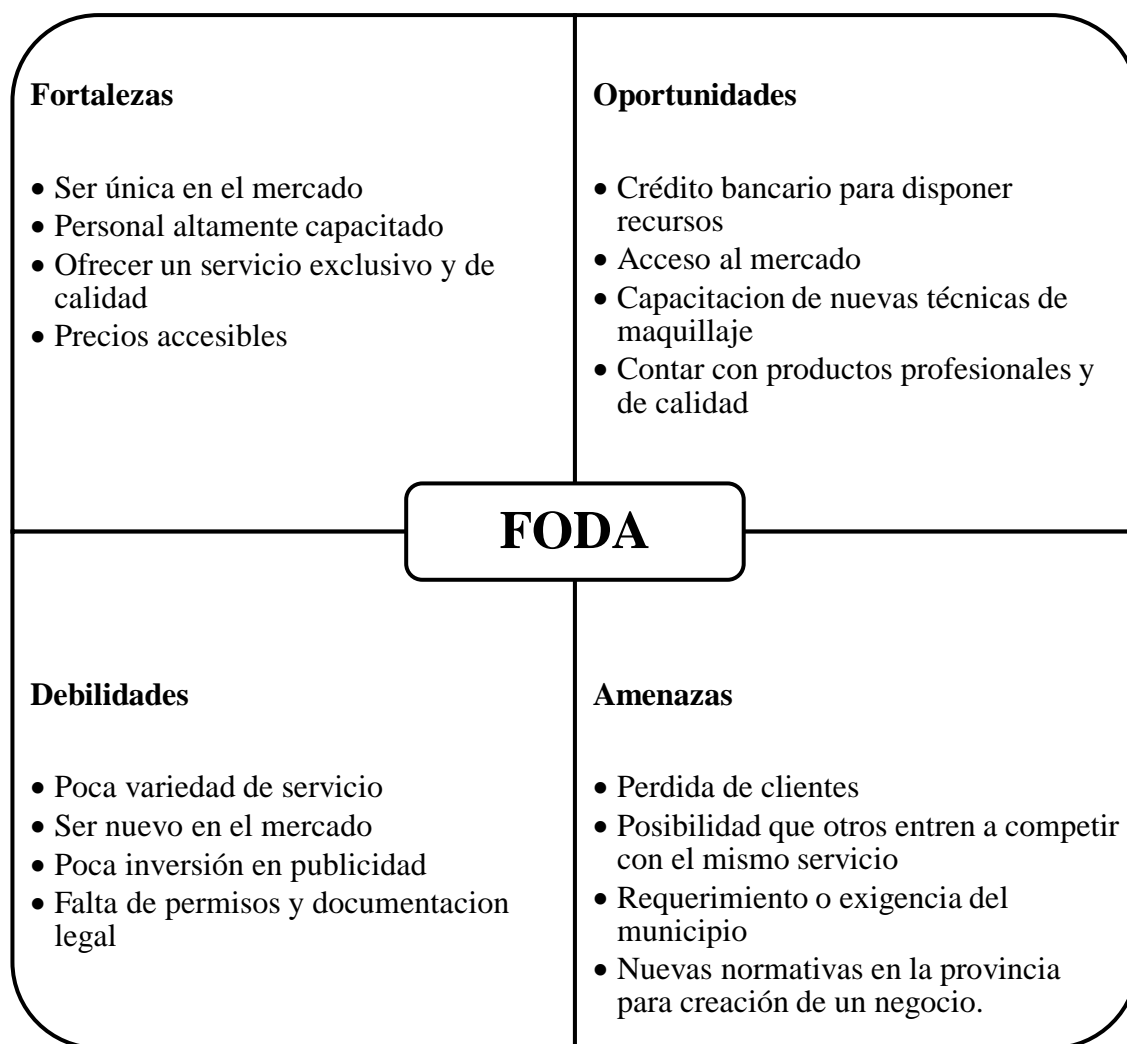 Fortalezas
• Ser única en el mercado
• Personal altamente capacitado
• Ofrecer un servicio exclusivo y de
calidad
• Precios accesibles
Oportunidades
• Crédito bancario para disponer
recursos
• Acceso al mercado
• Capacitacion de nuevas técnicas de
maquillaje
• Contar con productos profesionales y
de calidad
FODA
Debilidades
• Poca variedad de servicio
• Ser nuevo en el mercado
• Poca inversión en publicidad
• Falta de permisos y documentacion
legal
Amenazas
• Perdida de clientes
• Posibilidad que otros entren a competir
con el mismo servicio
• Requerimiento o exigencia del
municipio
• Nuevas normativas en la provincia
para creación de un negocio.